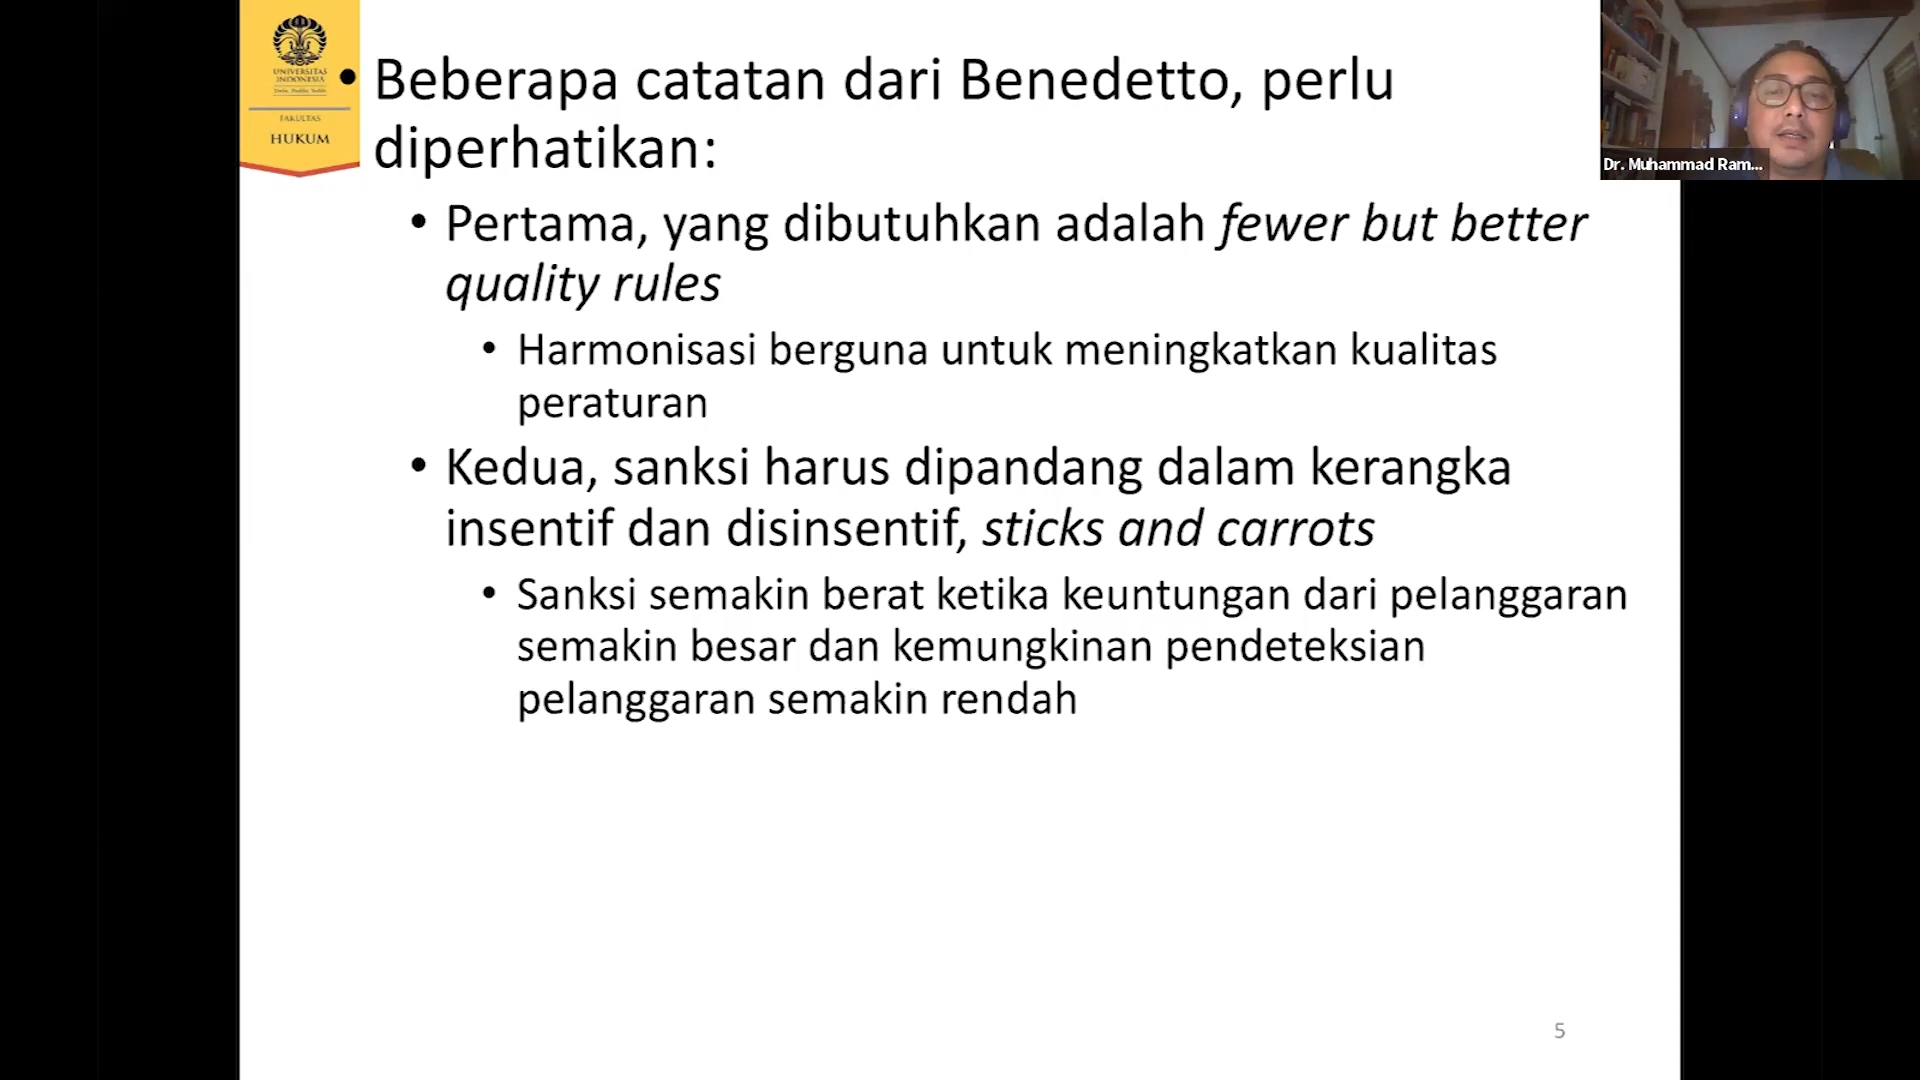 UNIVERSITAS
INDONESIA
FAKULTAS
HUKUM
• Beberapa catatan dari Benedetto, perlu
diperhatikan:
• Pertama, yang dibutuhkan adalah fewer but better
quality rules
• Harmonisasi berguna untuk meningkatkan kualitas
peraturan
• Kedua, sanksi harus dipandang dalam kerangka
insentif dan disinsentif, sticks and carrots
• Sanksi semakin berat ketika keuntungan dari pelanggaran
semakin besar dan kemungkinan pendeteksian
pelanggaran semakin rendah
Dr. Muhammad Ram...
5